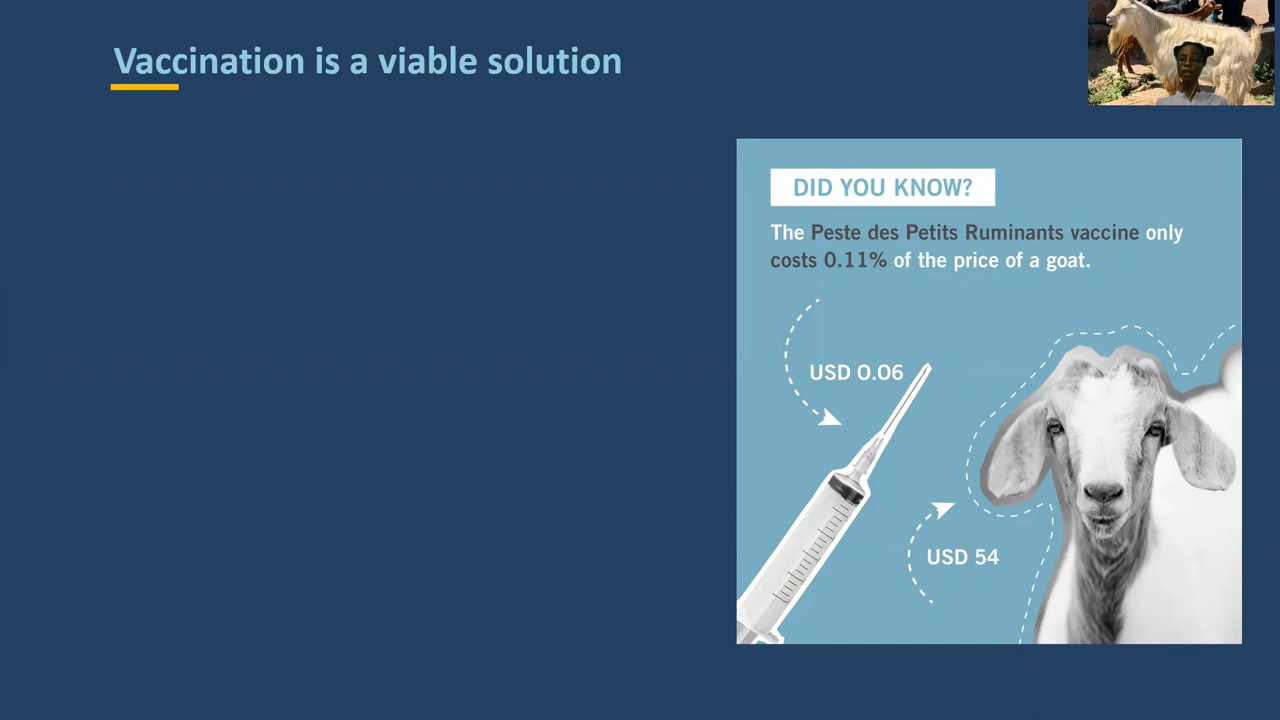 Vaccination is a viable solution
DID YOU KNOW?
The Peste des Petits Ruminants vaccine only
costs 0.11% of the price of a goat.
USD 0.06
USD 54